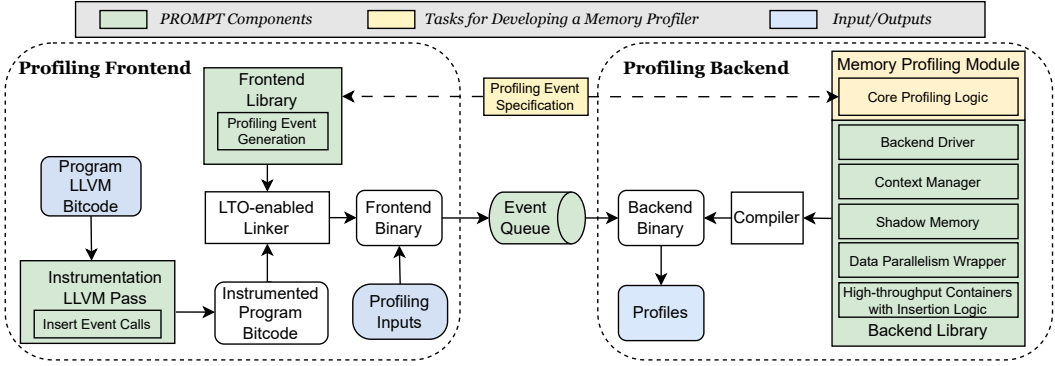 PROMPT Components
Tasks for Developing a Memory Profiler
Input/Outputs
Profiling Frontend
Frontend
Library
Profiling Event
Generation
Program
LLVM
Bitcode
LTO-enabled
Linker
Frontend
Binary
Instrumentation
LLVM Pass
Insert Event Calls
Instrumented
Program
Bitcode
Profiling
Inputs
Profiling Event
Specification
Event
Queue
Profiling Backend
Memory Profiling Module
Core Profiling Logic
Backend Driver
Context Manager
Shadow Memory
Data Parallelism Wrapper
High-throughput Containers
with Insertion Logic
Backend Library
Backend
Binary
Compiler
Profiles